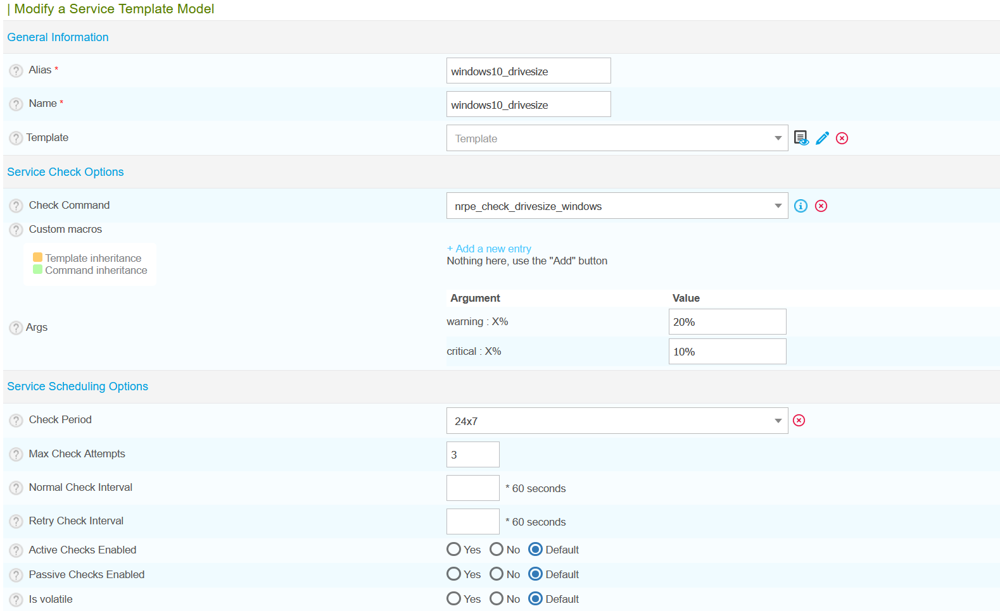 | Modify a Service Template Model
General Information
? Alias *
windows10_drivesize
? Name *
windows10_drivesize
? Template
Template
Service Check Options
? Check Command
nrpe_check_drivesize_windows
? Custom macros
Template inheritance
Command inheritance
+ Add a new entry
Nothing here, use the "Add" button
? Args
Argument Value
warning : X% 20%
critical : X% 10%
Service Scheduling Options
? Check Period
24x7
? Max Check Attempts
3
? Normal Check Interval
* 60 seconds
? Retry Check Interval
* 60 seconds
? Active Checks Enabled
Yes No Default
? Passive Checks Enabled
Yes No Default
? Is volatile
Yes No Default